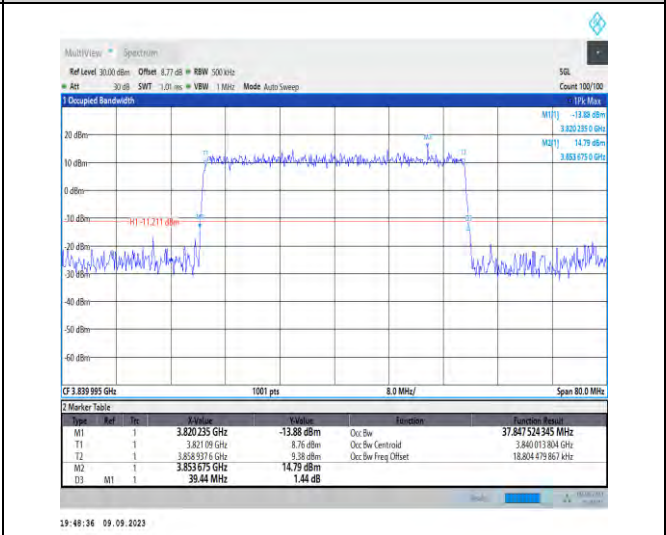 MultiView Spectrum
Ref Level 30.00 dBm Offset 8.77 dB RBW 500 kHz SGL
Att 30 dB SWT 1.01 ms VBW 1 MHz Mode Auto Sweep Count 100/100
1 Occupied Bandwidth 1Pk Max
M1[1] -13.88 dBm
3.820 235 0 GHz
M2[1] 14.79 dBm
3.853 675 0 GHz
20 dBm
10 dBm
0 dBm
-10 dBm
H1 -11.211 dBm
-20 dBm
-30 dBm
-40 dBm
-50 dBm
-60 dBm
M1
T1
M2
T2
D3
CF 3.839 995 GHz 1001 pts 8.0 MHz/ Span 80.0 MHz
2 Marker Table
Type Ref Trc X-Value Y-Value Function Function Result
M1 1 3.820 235 GHz -13.88 dBm Occ Bw 37.847 524 345 MHz
T1 1 3.821 09 GHz 8.76 dBm Occ Bw Centroid 3.840 013 804 GHz
T2 1 3.858 937 6 GHz 9.38 dBm Occ Bw Freq Offset 18.804 479 867 kHz
M2 1 3.853 675 GHz 14.79 dBm
D3 M1 1 39.44 MHz 1.44 dB
19:48:36 09.09.2023